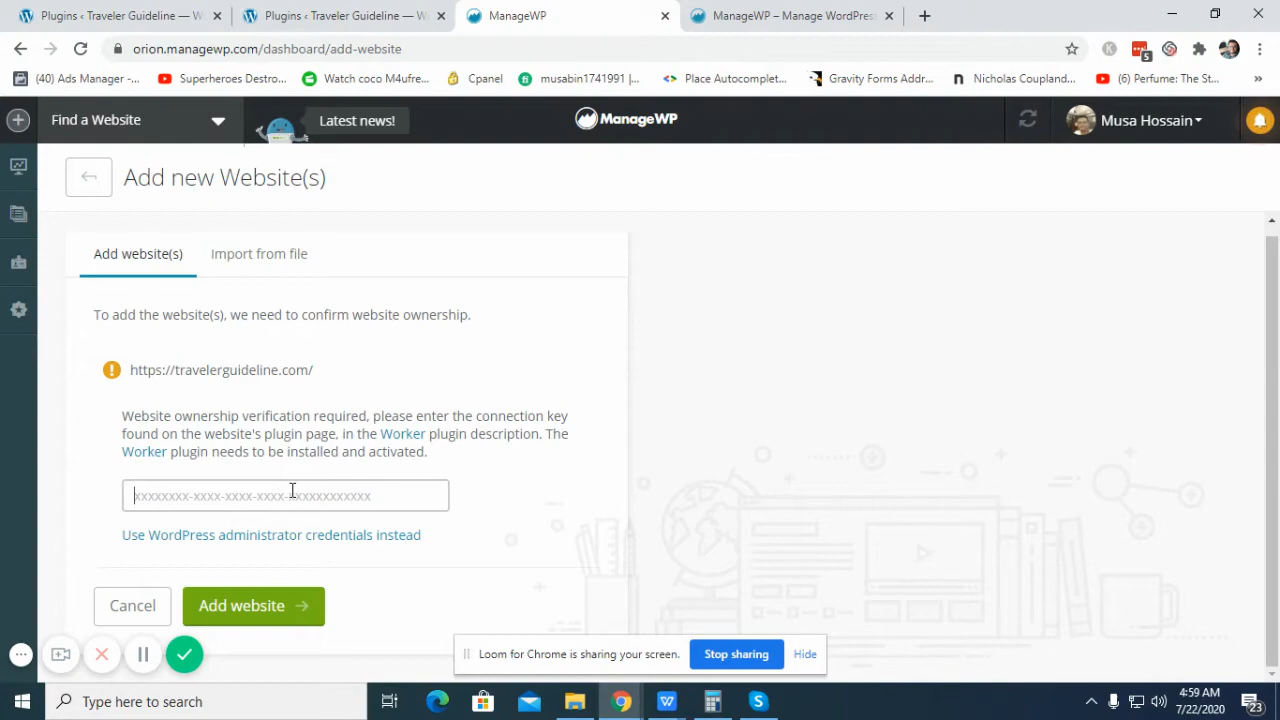 Plugins ‹ Traveler Guideline — W
Plugins ‹ Traveler Guideline — W
ManageWP
ManageWP – Manage WordPress
orion.managewp.com/dashboard/add-website
5
(40) Ads Manager -...
Superheroes Destro...
Watch coco M4ufre...
Cpanel
musabin1741991 |...
Place Autocomplet...
Gravity Forms Addr...
Nicholas Coupland...
(6) Perfume: The St...
»
Find a Website
Latest news!
ManageWP
Musa Hossain
Add new Website(s)
Add website(s)
Import from file
To add the website(s), we need to confirm website ownership.
https://travelerguideline.com/
Website ownership verification required, please enter the connection key
found on the website's plugin page, in the Worker plugin description. The
Worker plugin needs to be installed and activated.
xxxxxxxx-xxxx-xxxx-xxxx-xxxxxxxxxxxx
Use WordPress administrator credentials instead
Cancel
Add website
Loom for Chrome is sharing your screen.
Stop sharing
Hide
Type here to search
4:59 AM
7/22/2020
23